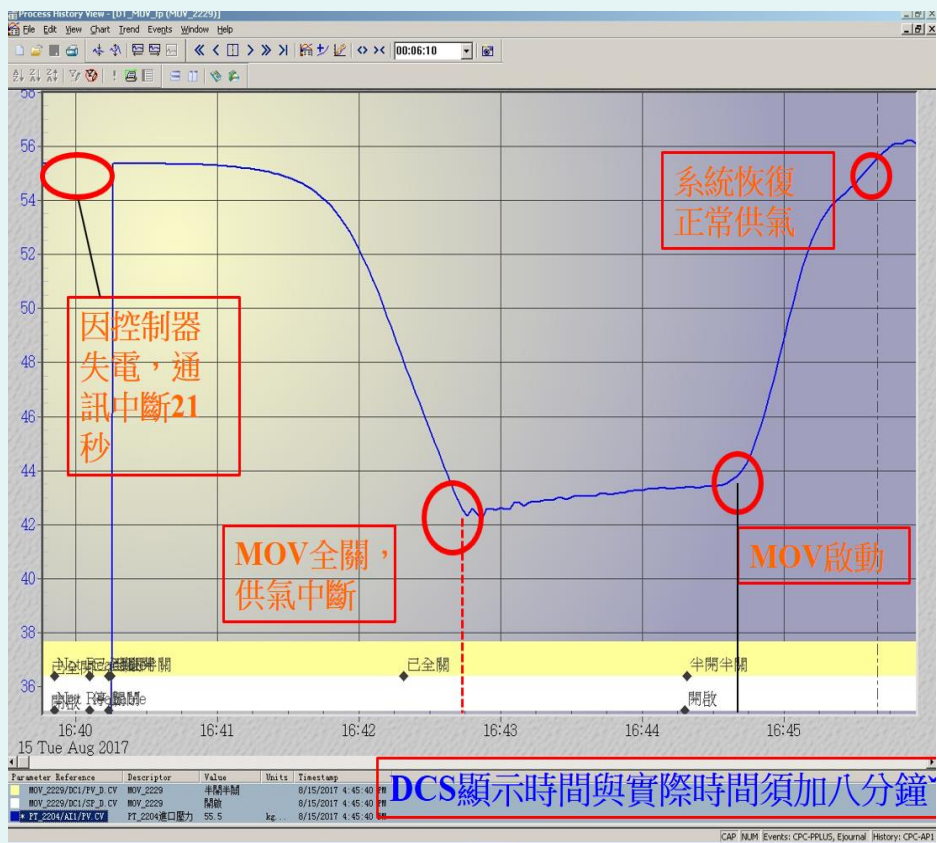 Process History View - [DT_MOV_fp (MOV_2229)]
File Edit View Chart Trend Events Window Help
00:06:10
58
56
54
52
50
48
46
44
42
40
38
36
因控制器
失電，通
訊中斷21
秒
系統恢復
正常供氣
MOV全關，
供氣中斷
MOV啟動
已全關
半開半關
開啟
16:40
16:41
16:42
16:43
16:44
16:45
15 Tue Aug 2017
Parameter Reference Descriptor Value Units Timestamp
MOV_2229/DC1/PV_D.CV MOV_2229 半開半關 8/15/2017 4:45:40 PM
MOV_2229/DC1/SP_D.CV MOV_2229 開啟 8/15/2017 4:45:40 PM
* PT_2204/AI1/PV.CV PT_2204進口壓力 55.5 kg... 8/15/2017 4:45:40 PM
DCS顯示時間與實際時間須加八分鐘
CAP NUM Events: CPC-PPLUS, Ejournal History: CPC-AP1